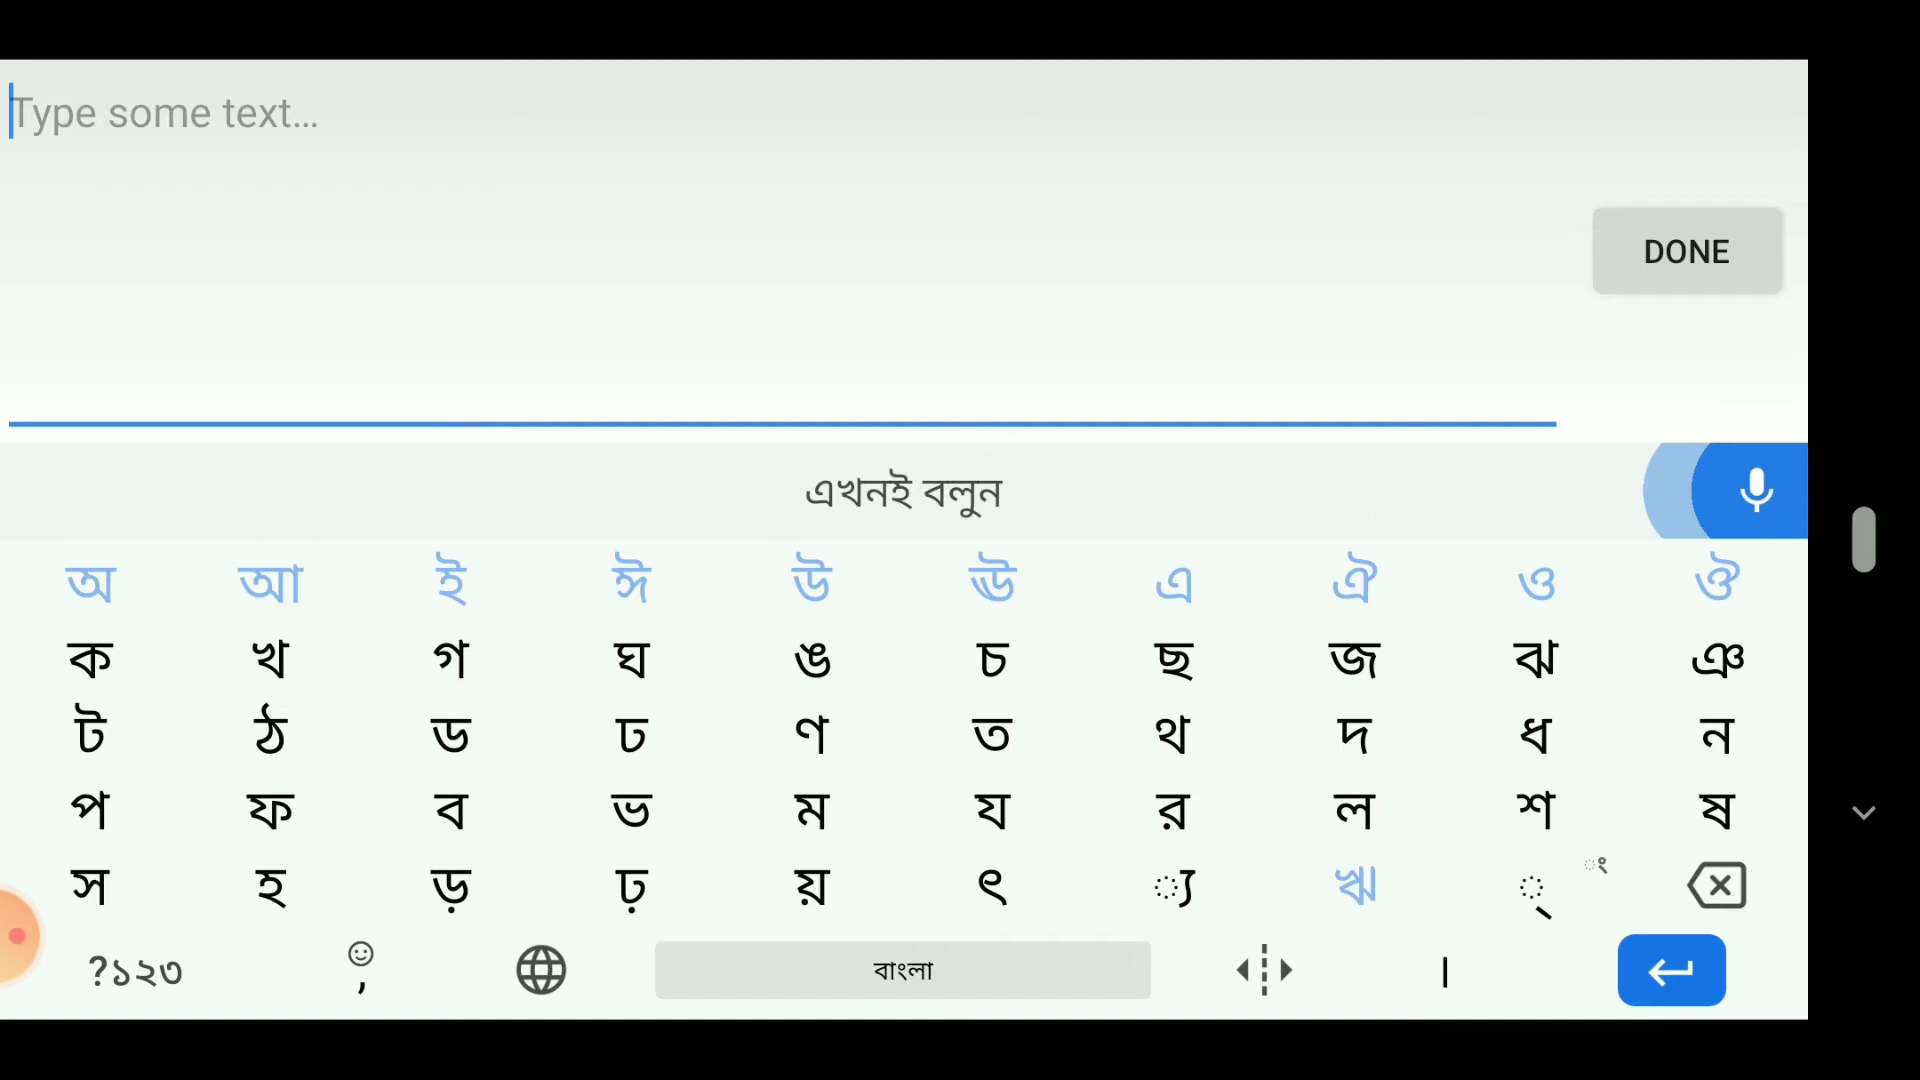 Type some text...
DONE
এখনই বলুন
অ আ ই ঈ উ ঊ এ ঐ ও ঔ
ক খ গ ঘ ঙ চ ছ জ ঝ ঞ
ট ঠ ড ঢ ণ ত থ দ ধ ন
প ফ ব ভ ম য র ল শ ষ
স হ ড় ঢ় য় ৎ ্য ঋ ্ ং
?১২৩ , বাংলা ।